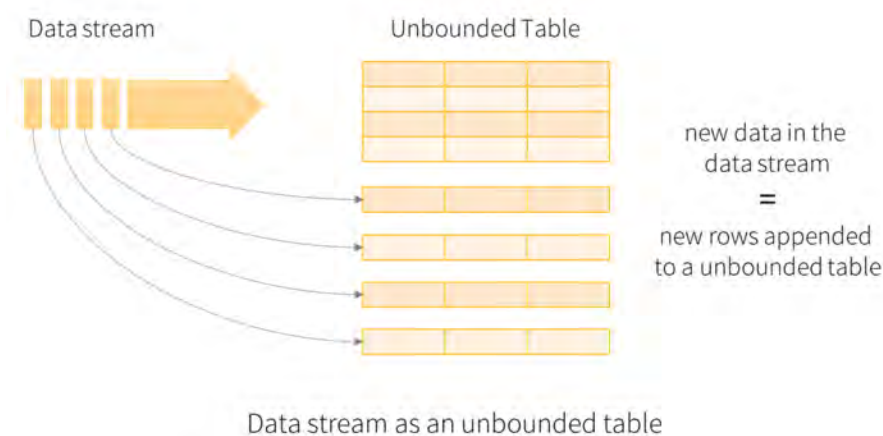 Data stream
Unbounded Table
new data in the
data stream
=
new rows appended
to a unbounded table
Data stream as an unbounded table